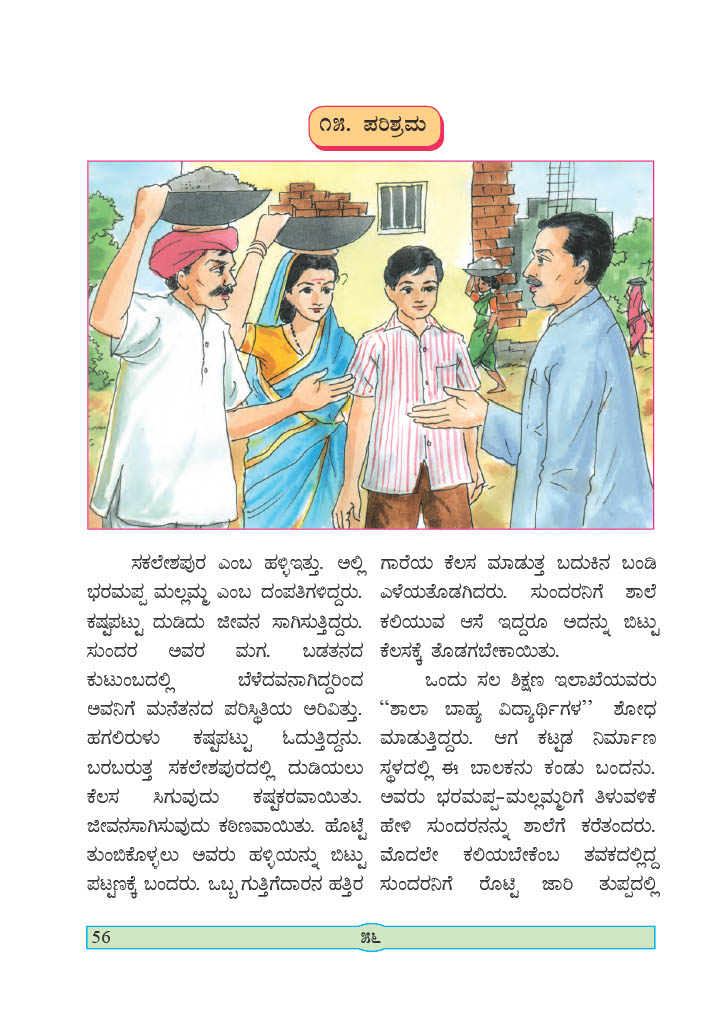 ೧೫. ಪರಿಶ್ರಮ
ಸಕಲೇಶಪುರ ಎಂಬ ಹಳ್ಳಿಇತ್ತು. ಅಲ್ಲಿ
ಭರಮಪ್ಪ ಮಲ್ಲಮ್ಮ ಎಂಬ ದಂಪತಿಗಳಿದ್ದರು.
ಕಷ್ಟಪಟ್ಟು ದುಡಿದು ಜೀವನ ಸಾಗಿಸುತ್ತಿದ್ದರು.
ಸುಂದರ ಅವರ ಮಗ. ಬಡತನದ
ಕುಟುಂಬದಲ್ಲಿ ಬೆಳೆದವನಾಗಿದ್ದರಿಂದ
ಅವನಿಗೆ ಮನೆತನದ ಪರಿಸ್ಥಿತಿಯ ಅರಿವಿತ್ತು.
ಹಗಲಿರುಳು ಕಷ್ಟಪಟ್ಟು ಓದುತ್ತಿದ್ದನು.
ಬರಬರುತ್ತ ಸಕಲೇಶಪುರದಲ್ಲಿ ದುಡಿಯಲು
ಕೆಲಸ ಸಿಗುವುದು ಕಷ್ಟಕರವಾಯಿತು.
ಜೀವನಸಾಗಿಸುವುದು ಕಠಿಣವಾಯಿತು. ಹೊಟ್ಟೆ
ತುಂಬಿಕೊಳ್ಳಲು ಅವರು ಹಳ್ಳಿಯನ್ನು ಬಿಟ್ಟು
ಪಟ್ಟಣಕ್ಕೆ ಬಂದರು. ಒಬ್ಬ ಗುತ್ತಿಗೆದಾರನ ಹತ್ತಿರ
ಗಾರೆಯ ಕೆಲಸ ಮಾಡುತ್ತ ಬದುಕಿನ ಬಂಡಿ
ಎಳೆಯತೊಡಗಿದರು. ಸುಂದರನಿಗೆ ಶಾಲೆ
ಕಲಿಯುವ ಆಸೆ ಇದ್ದರೂ ಅದನ್ನು ಬಿಟ್ಟು
ಕೆಲಸಕ್ಕೆ ತೊಡಗಬೇಕಾಯಿತು.
ಒಂದು ಸಲ ಶಿಕ್ಷಣ ಇಲಾಖೆಯವರು
“ಶಾಲಾ ಬಾಹ್ಯ ವಿದ್ಯಾರ್ಥಿಗಳ” ಶೋಧ
ಮಾಡುತ್ತಿದ್ದರು. ಆಗ ಕಟ್ಟಡ ನಿರ್ಮಾಣ
ಸ್ಥಳದಲ್ಲಿ ಈ ಬಾಲಕನು ಕಂಡು ಬಂದನು.
ಅವರು ಭರಮಪ್ಪ-ಮಲ್ಲಮ್ಮರಿಗೆ ತಿಳುವಳಿಕೆ
ಹೇಳಿ ಸುಂದರನನ್ನು ಶಾಲೆಗೆ ಕರೆತಂದರು.
ಮೊದಲೇ ಕಲಿಯಬೇಕೆಂಬ ತವಕದಲ್ಲಿದ್ದ
ಸುಂದರನಿಗೆ ರೊಟ್ಟಿ ಜಾರಿ ತುಪ್ಪದಲ್ಲಿ
56 ೫೬